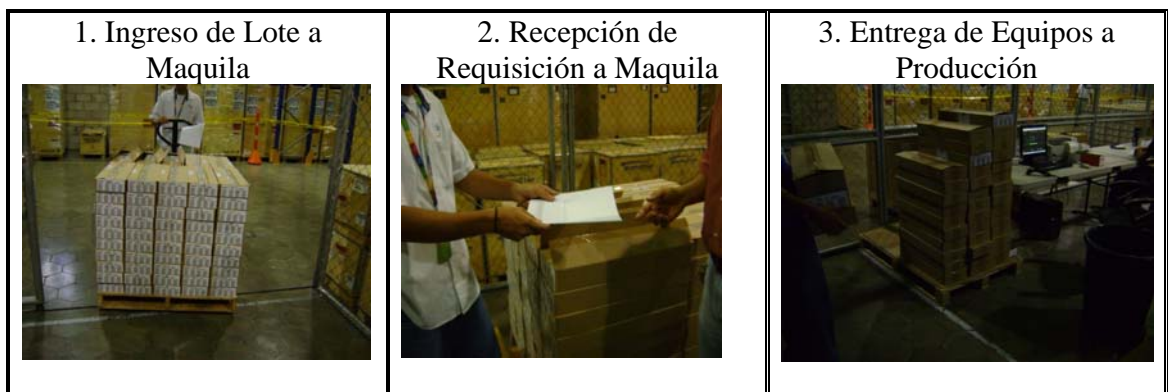 1. Ingreso de Lote a
Maquila
2. Recepción de
Requisición a Maquila
3. Entrega de Equipos a
Producción